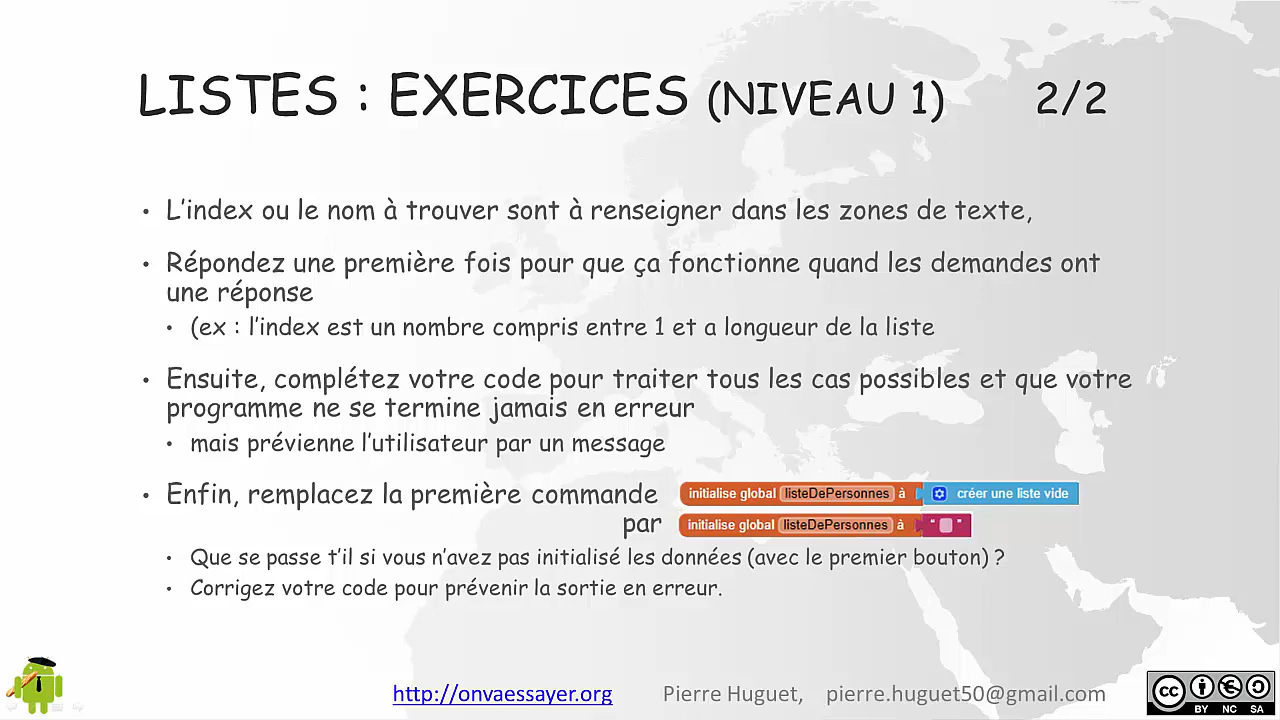 LISTES : EXERCICES (NIVEAU 1) 2/2
• L'index ou le nom à trouver sont à renseigner dans les zones de texte,
• Répondez une première fois pour que ça fonctionne quand les demandes ont
une réponse
• (ex : l'index est un nombre compris entre 1 et a longueur de la liste
• Ensuite, complétez votre code pour traiter tous les cas possibles et que votre
programme ne se termine jamais en erreur
• mais prévienne l'utilisateur par un message
• Enfin, remplacez la première commande
initialise global listeDePersonnes à créer une liste vide
par
initialise global listeDePersonnes à " "
• Que se passe t'il si vous n'avez pas initialisé les données (avec le premier bouton) ?
• Corrigez votre code pour prévenir la sortie en erreur.
http://onvaessayer.org Pierre Huguet, pierre.huguet50@gmail.com
cc BY NC SA